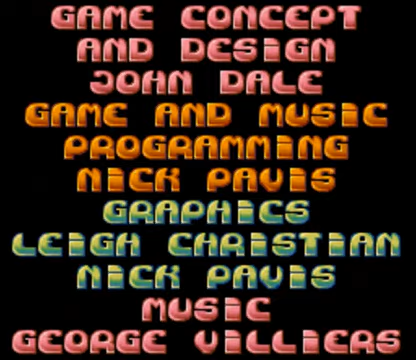 GAME CONCEPT
AND DESIGN
JOHN DALE
GAME AND MUSIC
PROGRAMMING
NICK PAVIS
GRAPHICS
LEIGH CHRISTIAN
NICK PAVIS
MUSIC
GEORGE VILLIERS